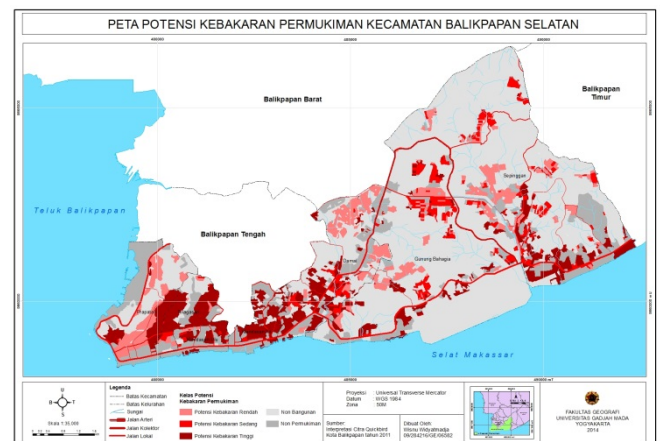 PETA POTENSI KEBAKARAN PERMUKIMAN KECAMATAN BALIKPAPAN SELATAN
Balikpapan Barat
Balikpapan
Timur
Sepinggan
Teluk Balikpapan
Balikpapan Tengah
Gunung Bahagia
Selat Makassar
U
B
T
S
Skala 1:35,000
Legenda
Batas Kecamatan
Batas Kelurahan
Sungai
Jalan Arteri
Jalan Kolektor
Jalan Lokal
Kelas Potensi
Kebakaran Permukiman
Potensi Kebakaran Rendah
Potensi Kebakaran Sedang
Potensi Kebakaran Tinggi
Non Bangunan
Non Permukiman
Proyeksi Universal Transverse Mercator
Datum WGS 1984
Zona 50M
Sumber:
Interpretasi Citra Quickbird
Kota Balikpapan tahun 2011
Dibuat Oleh:
Wisnu Widyatmadja
FAKULTAS GEOGRAFI
UNIVERSITAS GADJAH MADA
YOGYAKARTA
2014